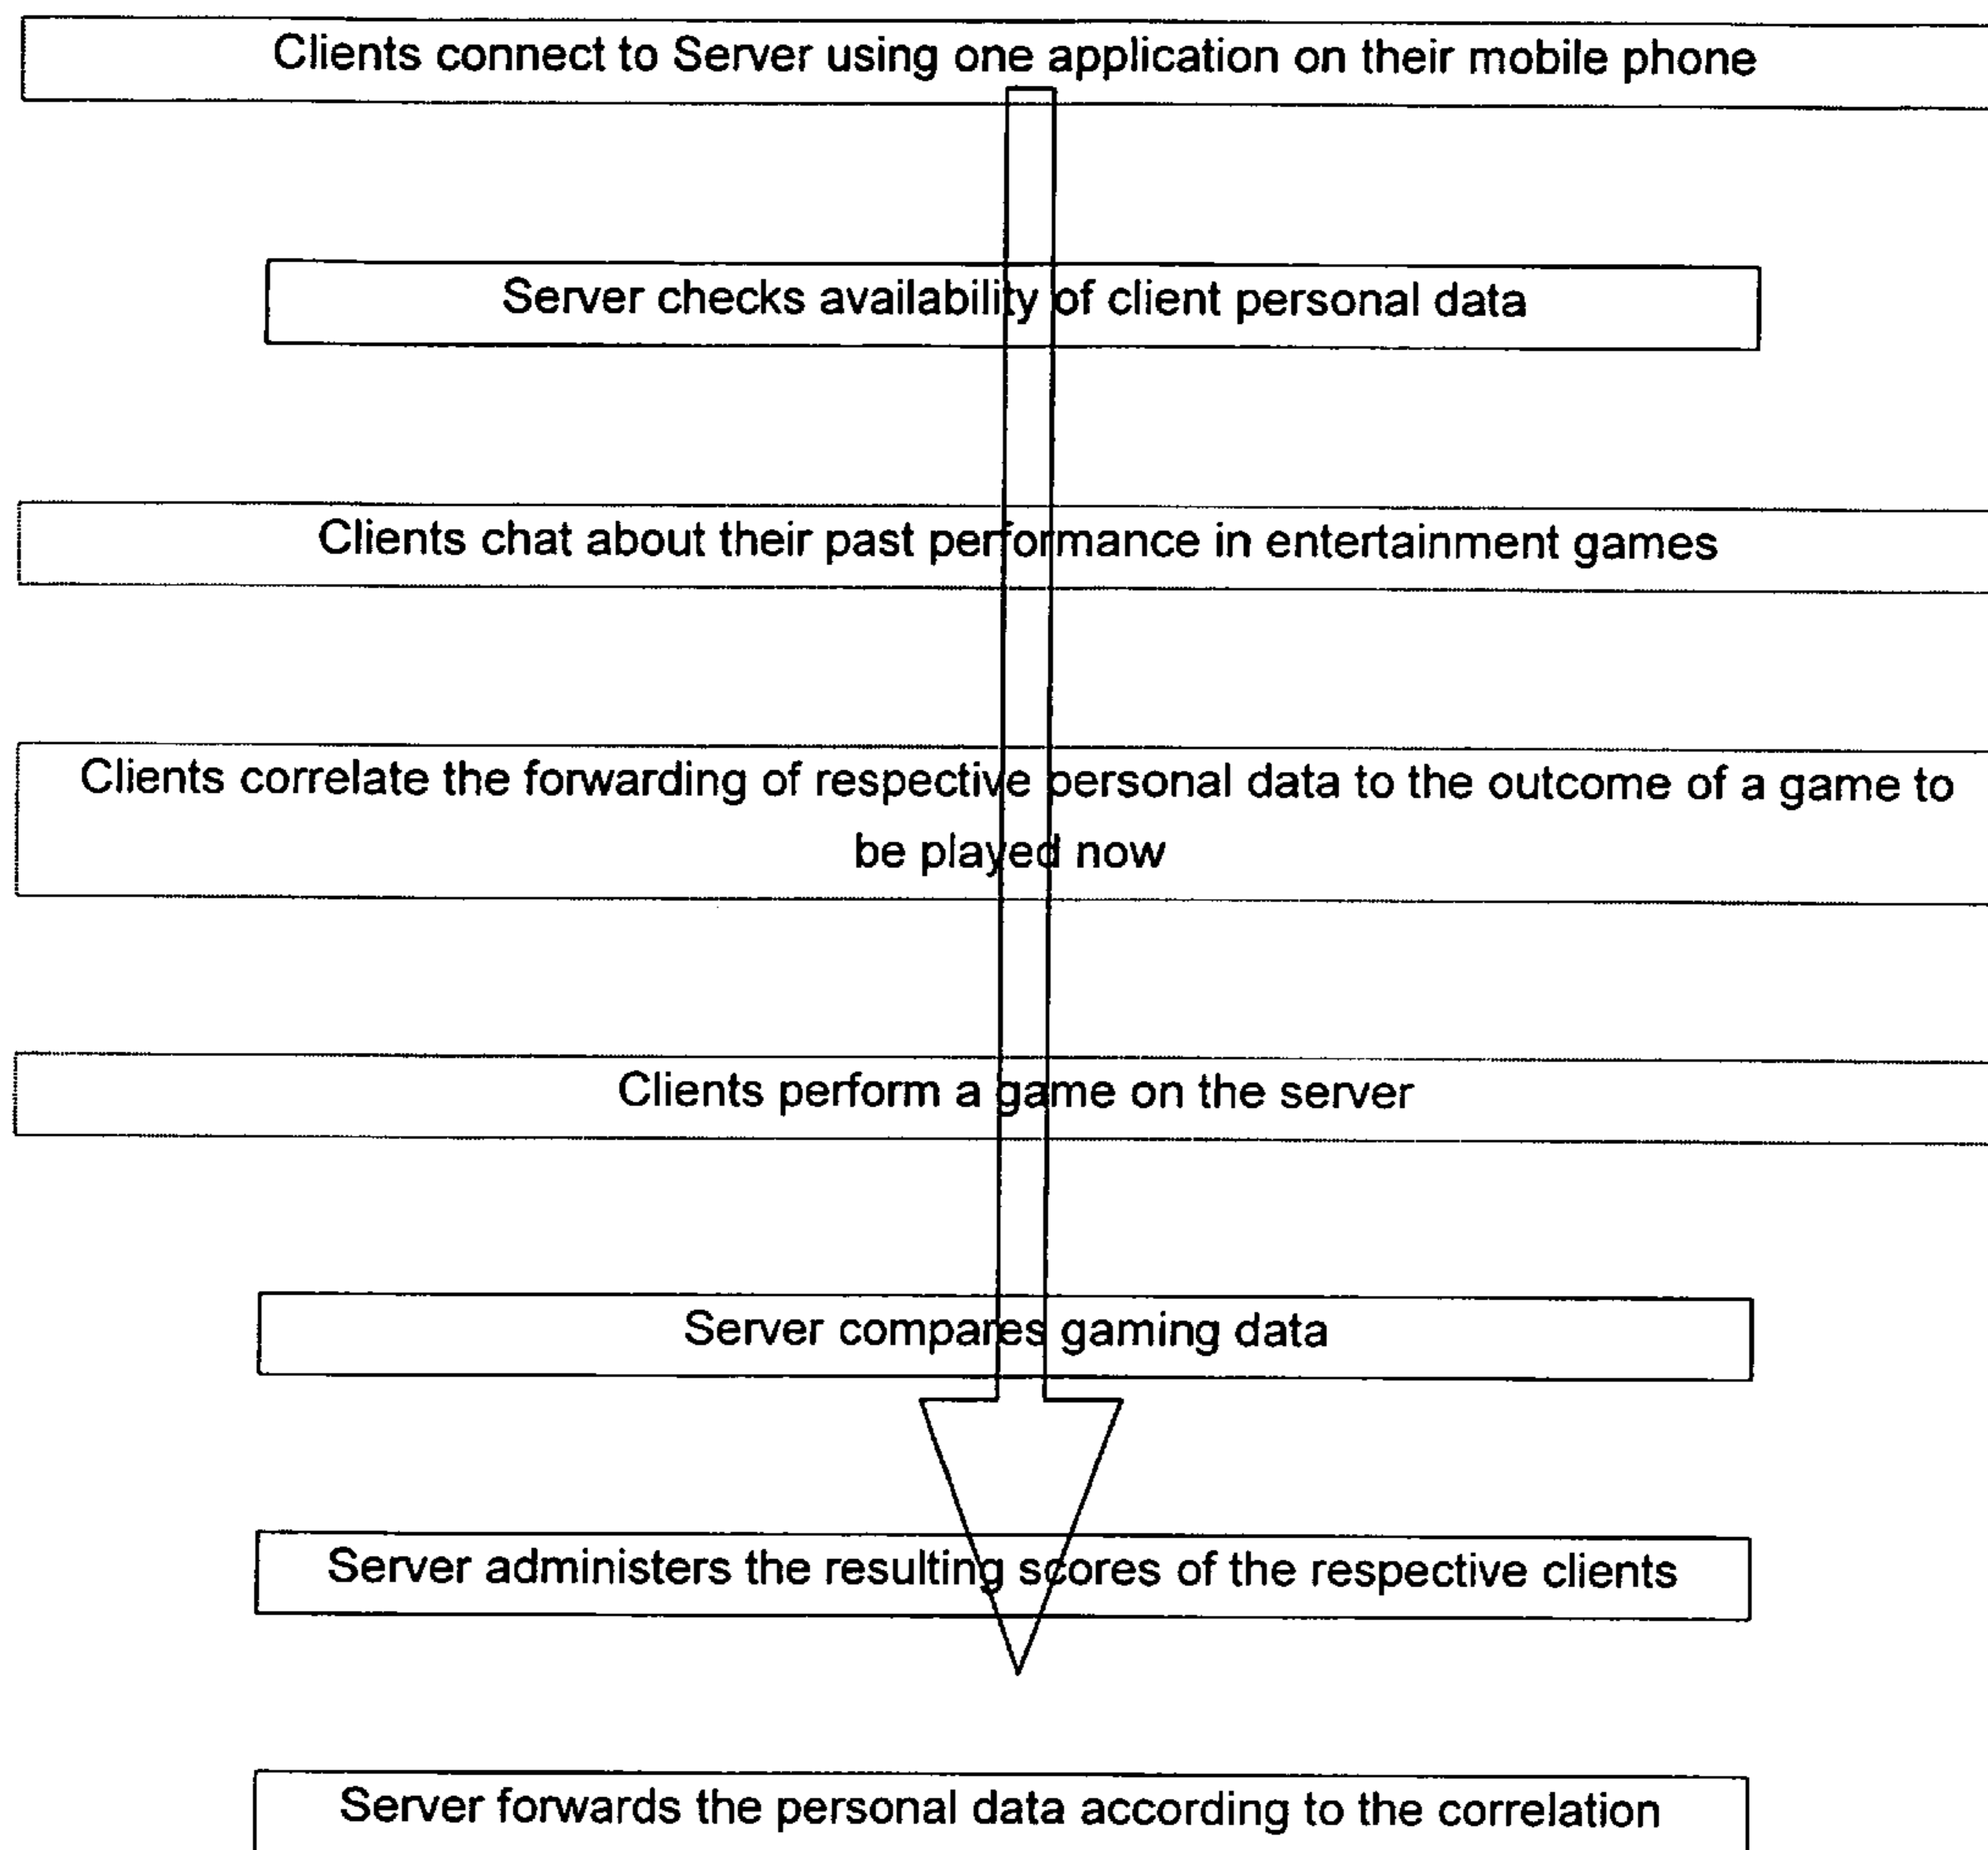 Clients connect to Server using one application on their mobile phone
Server checks availability of client personal data
Clients chat about their past performance in entertainment games
Clients correlate the forwarding of respective personal data to the outcome of a game to
be played now
Clients perform a game on the server
Server compares gaming data
Server administers the resulting scores of the respective clients
Server forwards the personal data according to the correlation